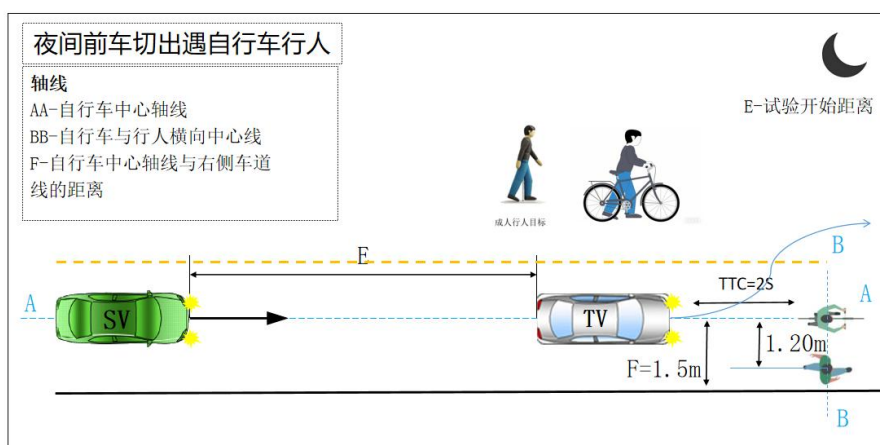 夜间前车切出遇自行车行人
轴线
AA-自行车中心轴线
BB-自行车与行人横向中心线
F-自行车中心轴线与右侧车道
线的距离
E-试验开始距离
成人行人目标
E
B
TTC=2S
A
A
SV
TV
1.20m
F=1.5m
B